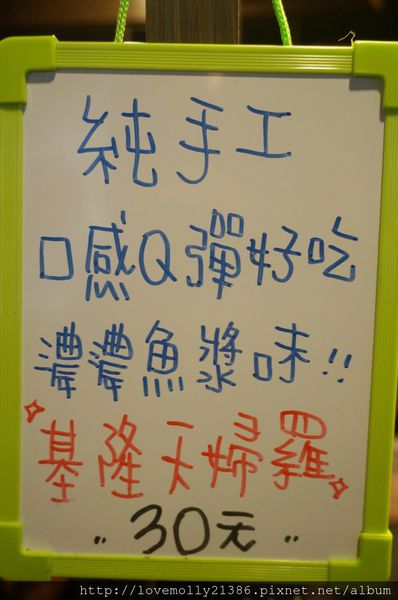 純手工
口感Q彈好吃
濃濃魚漿味!!
基隆天婦羅
〃30元〃
http://lovemolly21386.pixnet.net/album